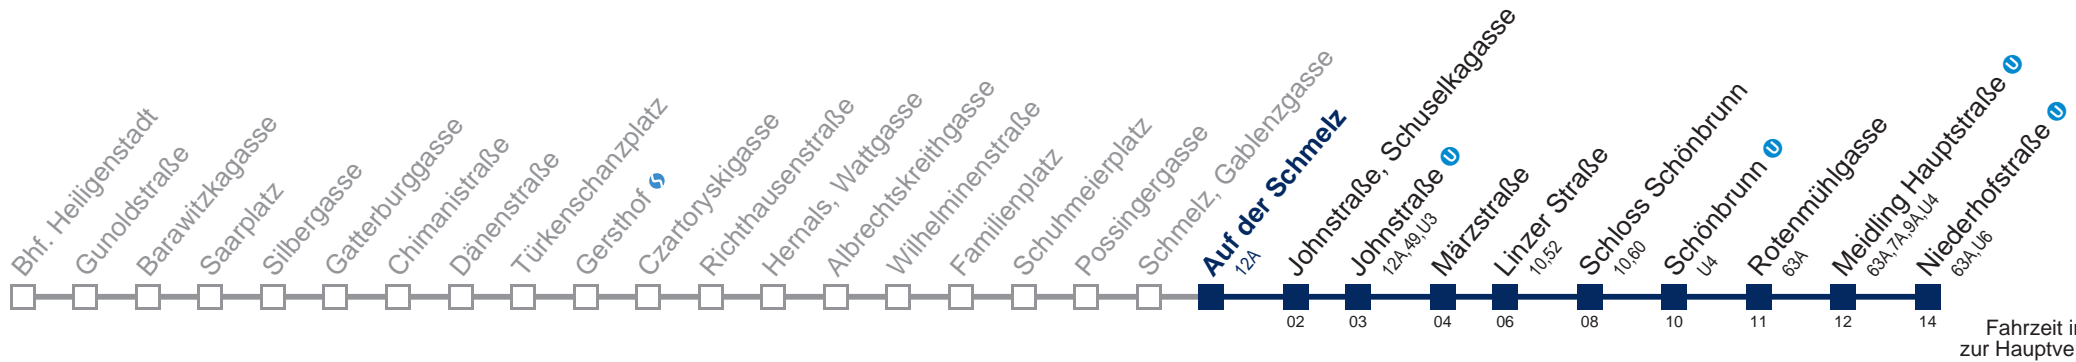 Bhf. Heiligenstadt
Gunoldstraße
Barawitzkagasse
Saarplatz
Silbergasse
Gatterburggasse
Chimanistraße
Dänenstraße
Türkenschanzplatz
Gersthof
Czartoryskigasse
Richthausenstraße
Hernals, Wattgasse
Albrechtskreithgasse
Wilhelminenstraße
Familienplatz
Schuhmeierplatz
Possingergasse
Schmelz, Gablenzgasse
Auf der Schmelz
12A
Johnstraße, Schuselkagasse
Johnstraße U
12A,49,U3
Märzstraße
Linzer Straße
10,52
Schloss Schönbrunn
10,60
Schönbrunn U
U4
Rotenmühlgasse
63A
Meidling Hauptstraße U
63A,7A,9A,U4
Niederhofstraße U
63A,U6
02 03 04 06 08 10 11 12 14
Fahrzeit i
zur Hauptve